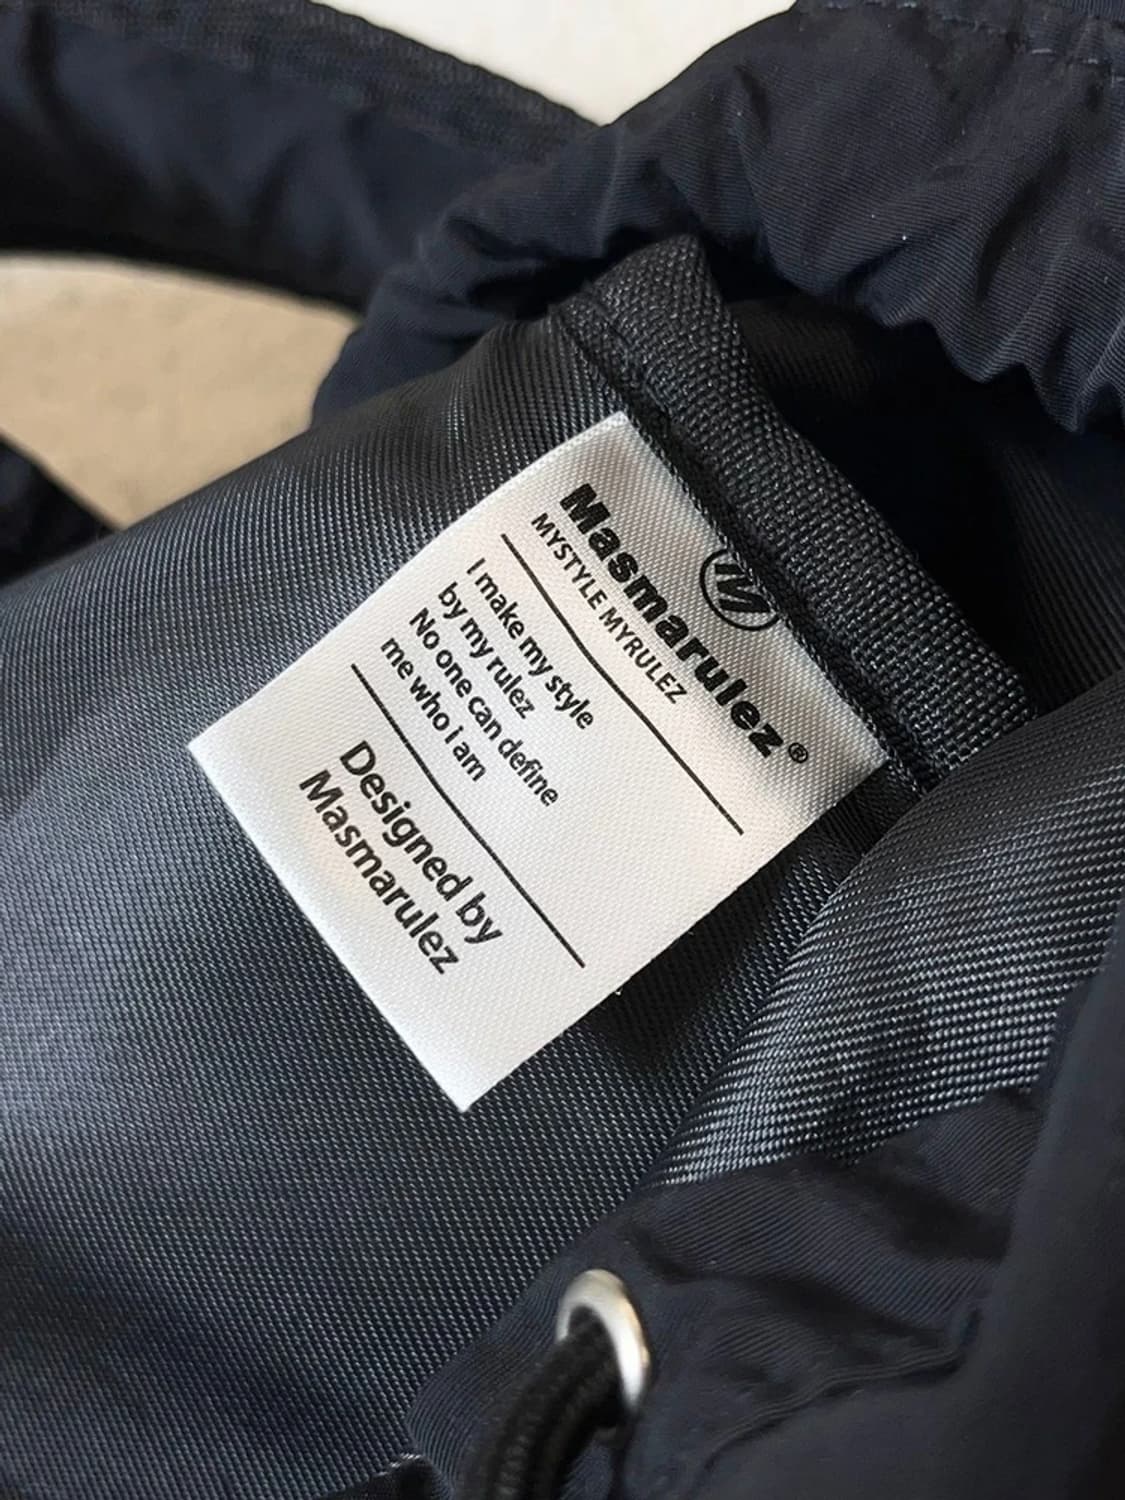 Masmarulez®
MYSTYLE MYRULEZ
I make my style
by my rulez
No one can define
me who i am
Designed by
Masmarulez